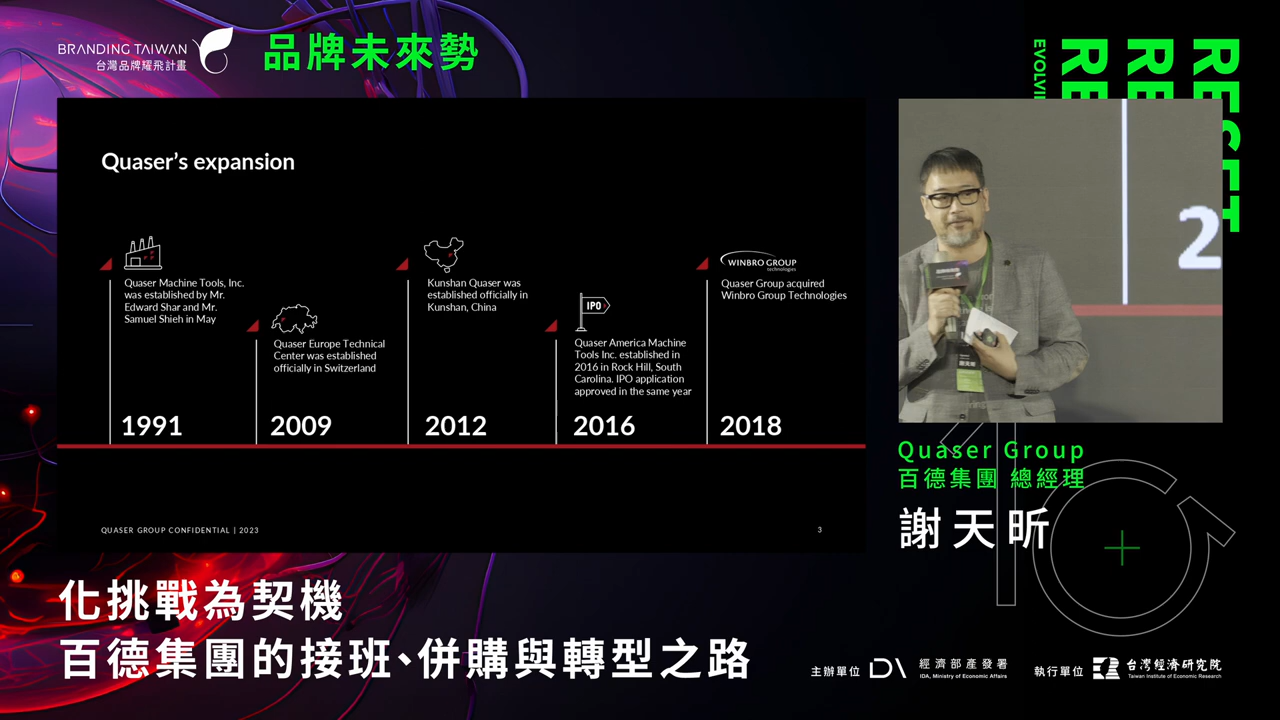 BRANDING TAIWAN
台灣品牌耀飛計畫
品牌未來勢
Quaser's expansion
Quaser Machine Tools, Inc.
was established by Mr.
Edward Shar and Mr.
Samuel Shieh in May
1991
Quaser Europe Technical
Center was established
officially in Switzerland
2009
Kunshan Quaser was
established officially in
Kunshan, China
2012
IPO
Quaser America Machine
Tools Inc. established in
2016 in Rock Hill, South
Carolina. IPO application
approved in the same year
2016
WINBRO GROUP
technologies
Quaser Group acquired
Winbro Group Technologies
2018
QUASER GROUP CONFIDENTIAL | 2023
3
2
Quaser Group
百德集團 總經理
謝天昕
化挑戰為契機
百德集團的接班、併購與轉型之路
主辦單位
IDA
經濟部產發署
IDA, Ministry of Economic Affairs
執行單位
台灣經濟研究院
Taiwan Institute of Economic Research